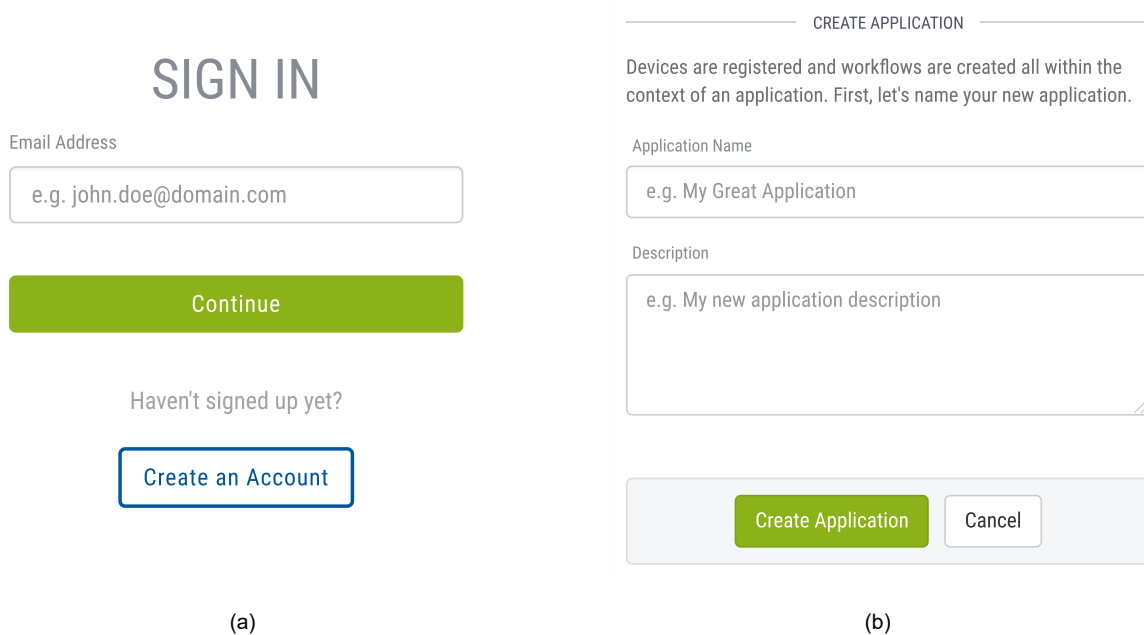 SIGN IN
Email Address
e.g. john.doe@domain.com
Continue
Haven't signed up yet?
Create an Account
(a)
CREATE APPLICATION
Devices are registered and workflows are created all within the
context of an application. First, let's name your new application.
Application Name
e.g. My Great Application
Description
e.g. My new application description
Create Application
Cancel
(b)